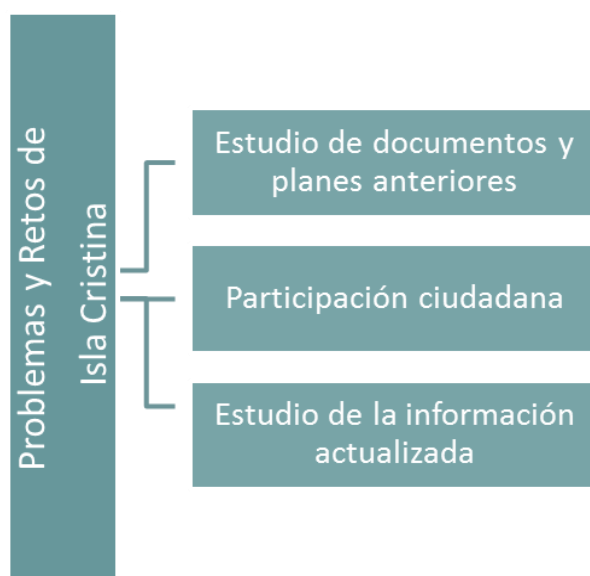 Problemas y Retos de
Isla Cristina
Estudio de documentos y
planes anteriores
Participación ciudadana
Estudio de la información
actualizada